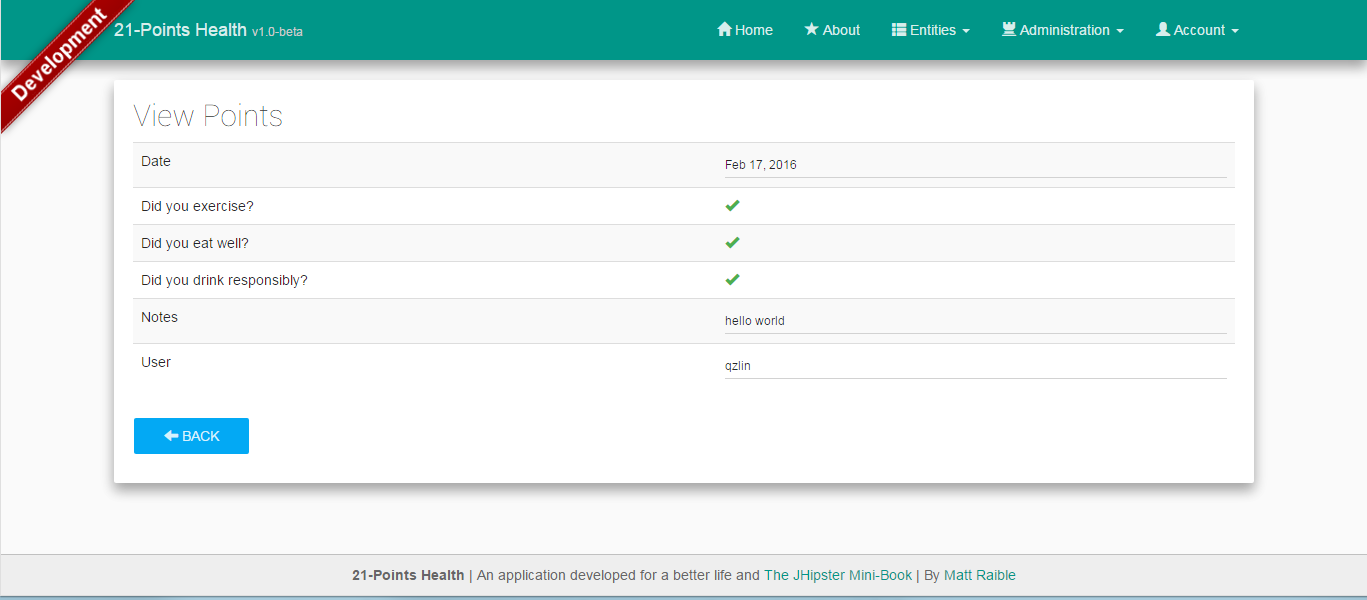 Development
21-Points Health v1.0-beta Home About Entities Administration Account
View Points
Date Feb 17, 2016
Did you exercise?
Did you eat well?
Did you drink responsibly?
Notes hello world
User qzlin
BACK
21-Points Health | An application developed for a better life and The JHipster Mini-Book | By Matt Raible